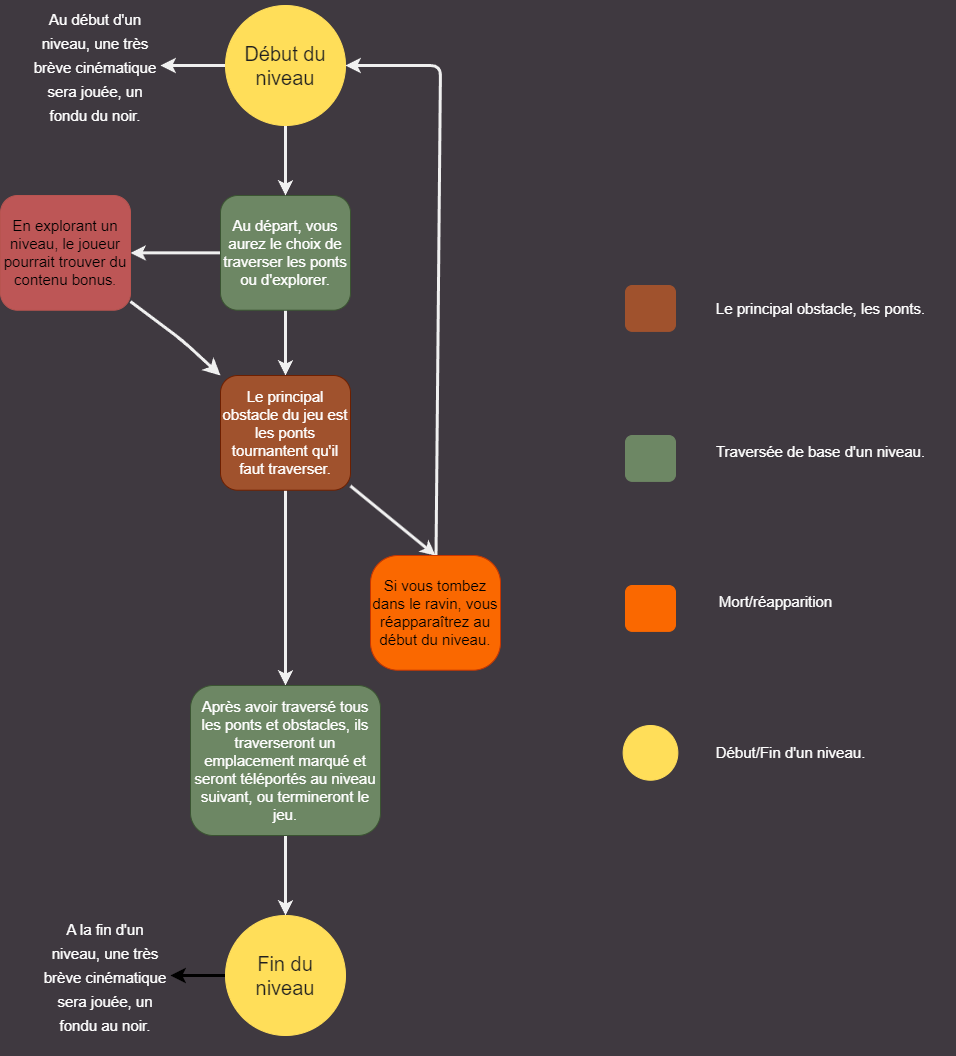 Au début d'un
niveau, une très
brève cinématique
sera jouée, un
fondu du noir.
Début du
niveau
En explorant un
niveau, le joueur
pourrait trouver du
contenu bonus.
Au départ, vous
aurez le choix de
traverser les ponts
ou d'explorer.
Le principal
obstacle du jeu est
les ponts
tournantent qu'il
faut traverser.
Si vous tombez
dans le ravin, vous
réapparaîtrez au
début du niveau.
Après avoir traversé tous
les ponts et obstacles, ils
traverseront un
emplacement marqué et
seront téléportés au niveau
suivant, ou termineront le
jeu.
A la fin d'un
niveau, une très
brève cinématique
sera jouée, un
fondu au noir.
Fin du
niveau
Le principal obstacle, les ponts.
Traversée de base d'un niveau.
Mort/réapparition
Début/Fin d'un niveau.